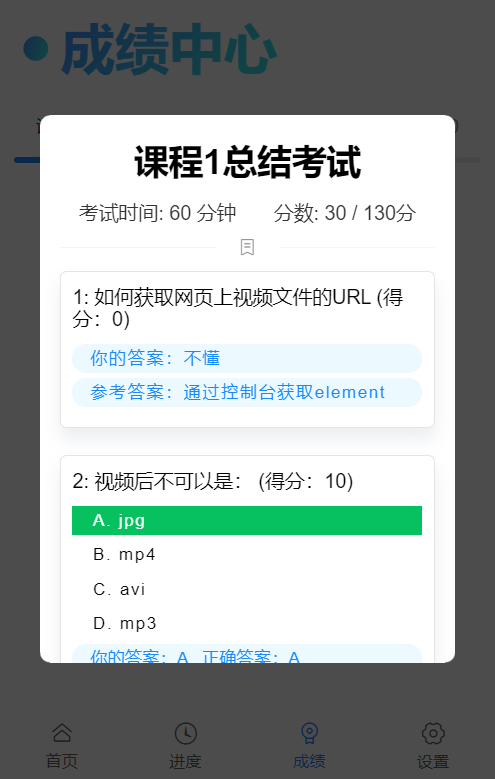 成绩中心
课程1总结考试
考试时间: 60 分钟
分数: 30 / 130分
1: 如何获取网页上视频文件的URL (得
分：0)
你的答案：不懂
参考答案：通过控制台获取element
2: 视频后不可以是： (得分：10)
A. jpg
B. mp4
C. avi
D. mp3
你的答案：A 正确答案：A
首页
进度
成绩
设置